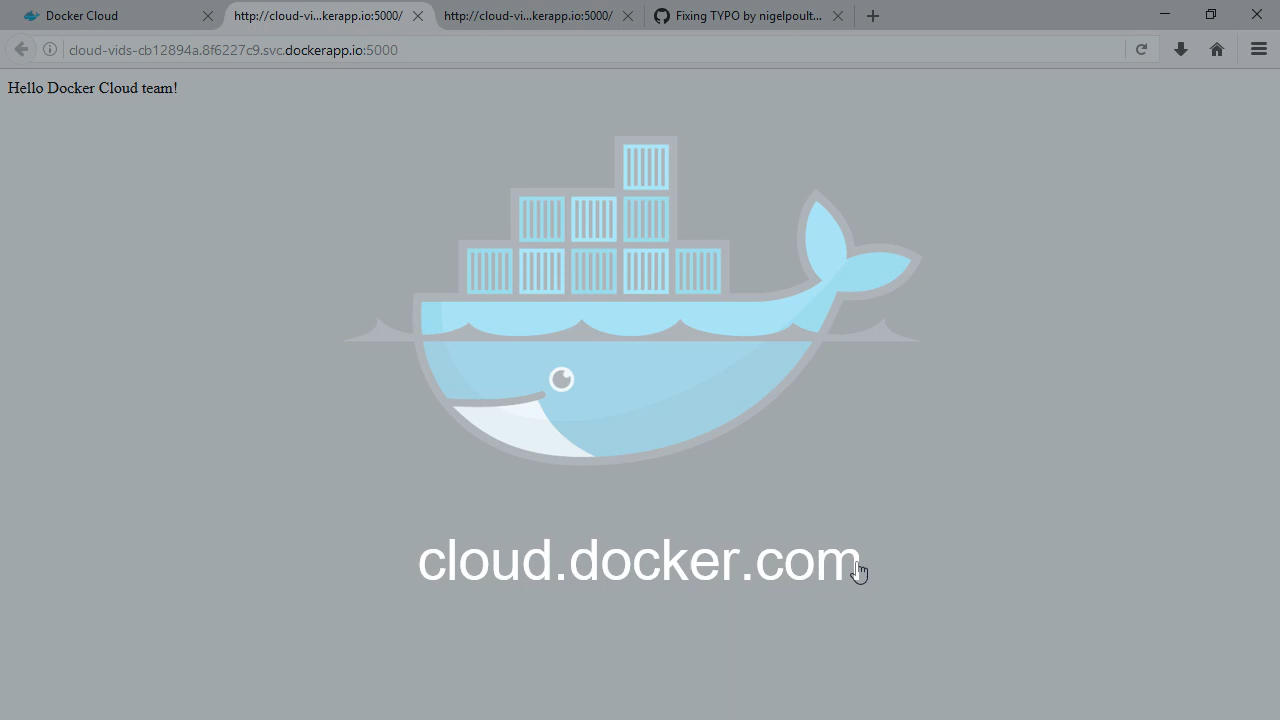 Docker Cloud
http://cloud-vi...kerapp.io:5000/
http://cloud-vi...kerapp.io:5000/
Fixing TYPO by nigelpoult...
cloud-vids-cb12894a.8f6227c9.svc.dockerapp.io:5000
Hello Docker Cloud team!
cloud.docker.com